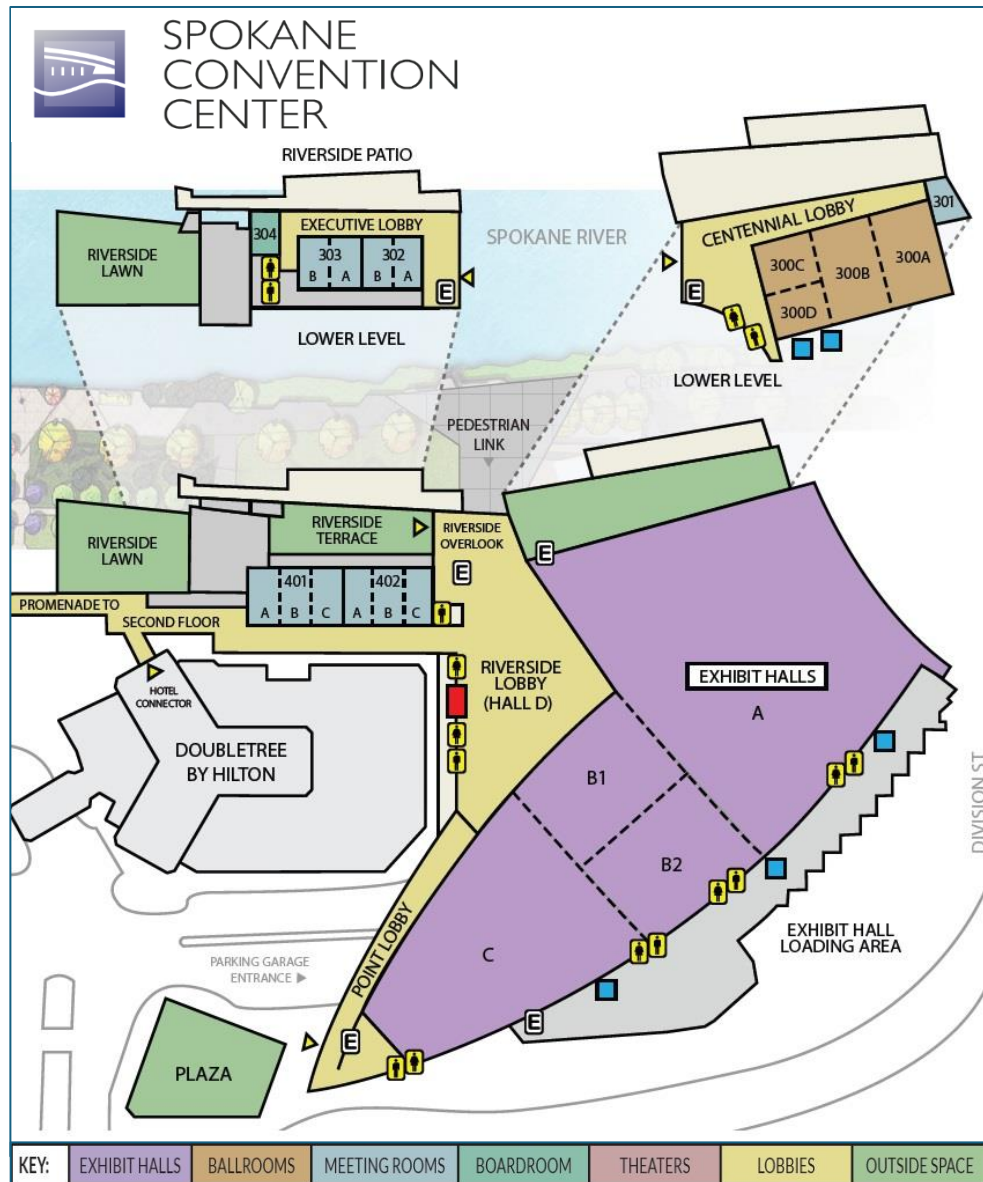 SPOKANE
CONVENTION
CENTER
RIVERSIDE PATIO
304
EXECUTIVE LOBBY
303
302
B
A
B
A
E
RIVERSIDE
LAWN
LOWER LEVEL
SPOKANE RIVER
CENTENNIAL LOBBY
301
300C
300B
300A
300D
E
LOWER LEVEL
PEDESTRIAN
LINK
RIVERSIDE
LAWN
RIVERSIDE
TERRACE
RIVERSIDE
OVERLOOK
E
E
401
402
A
B
C
A
B
C
PROMENADE TO
SECOND FLOOR
HOTEL
CONNECTOR
DOUBLETREE
BY HILTON
RIVERSIDE
LOBBY
(HALL D)
EXHIBIT HALLS
A
B1
B2
C
DIVISION ST
EXHIBIT HALL
LOADING AREA
POINT LOBBY
PARKING GARAGE
ENTRANCE ►
E
E
PLAZA
KEY: EXHIBIT HALLS BALLROOMS MEETING ROOMS BOARDROOM THEATERS LOBBIES OUTSIDE SPACE